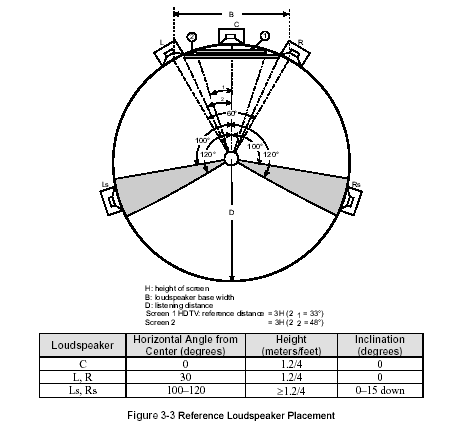 B
C
L
R
2
1
1
2
60°
100°
100°
120°
120°
Ls
Rs
D
H: height of screen
B: loudspeaker base width
D: listening distance
Screen 1 HDTV: reference distance = 3H (2 1 = 33°)
Screen 2 = 3H (2 2 = 48°)
Loudspeaker Horizontal Angle from Center (degrees) Height (meters/feet) Inclination (degrees)
C 0 1.2/4 0
L, R 30 1.2/4 0
Ls, Rs 100–120 ≥1.2/4 0–15 down
Figure 3-3 Reference Loudspeaker Placement